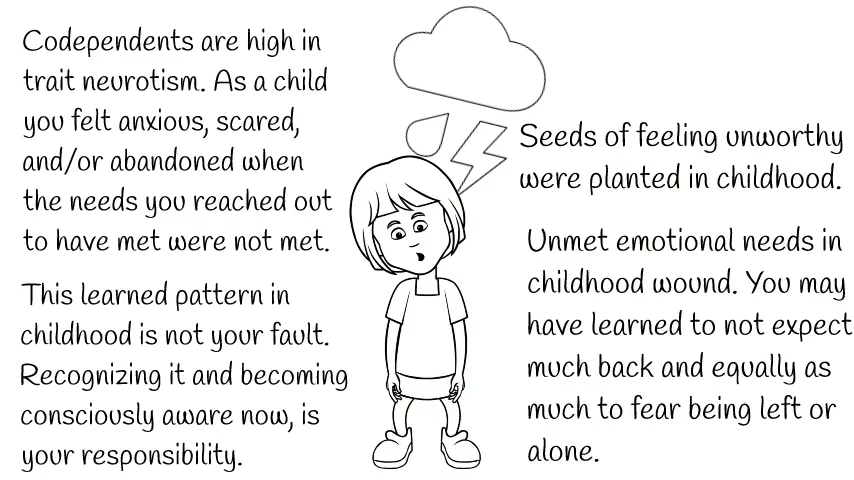 Codependents are high in
trait neurotism. As a child
you felt anxious, scared,
and/or abandoned when
the needs you reached out
to have met were not met.
This learned pattern in
childhood is not your fault.
Recognizing it and becoming
consciously aware now, is
your responsibility.
Seeds of feeling unworthy
were planted in childhood.
Unmet emotional needs in
childhood wound. You may
have learned to not expect
much back and equally as
much to fear being left or
alone.